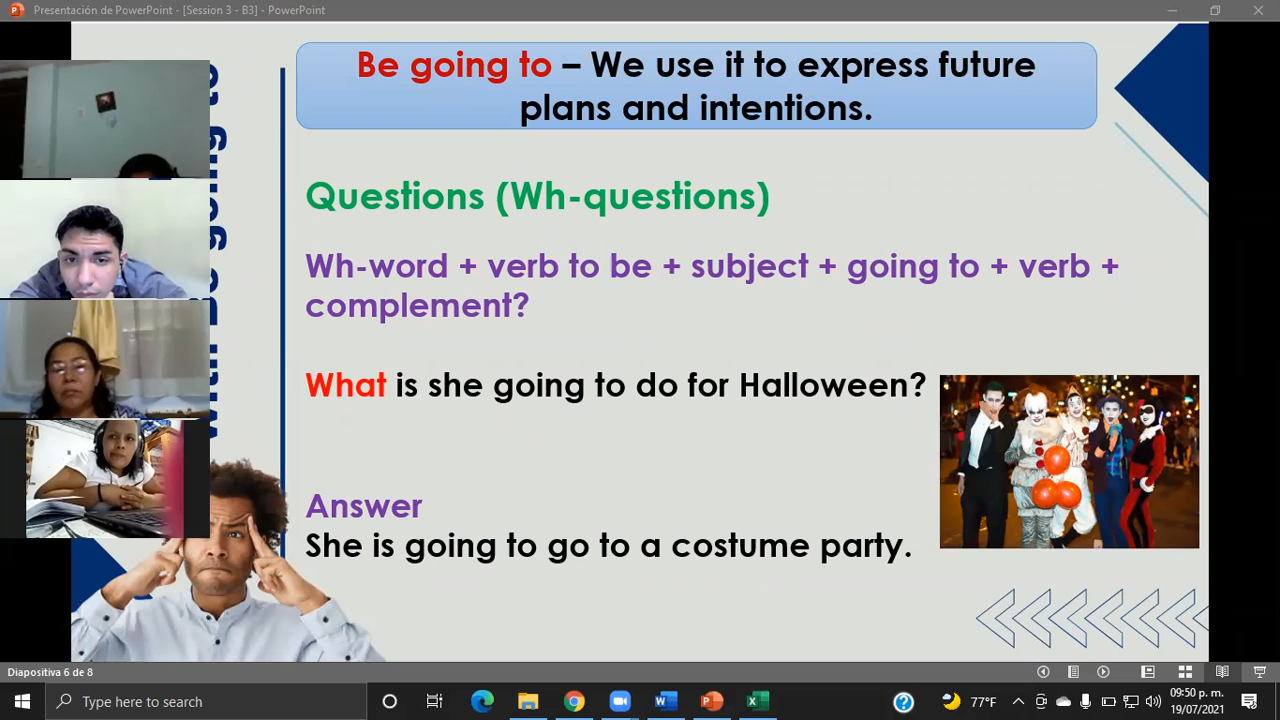 Presentación de PowerPoint - [Session 3 - B3] - PowerPoint
Be going to – We use it to express future
plans and intentions.
Questions (Wh-questions)
Wh-word + verb to be + subject + going to + verb +
complement?
What is she going to do for Halloween?
Answer
She is going to go to a costume party.
Diapositiva 6 de 8
Type here to search
77°F
09:50 p. m.
19/07/2021